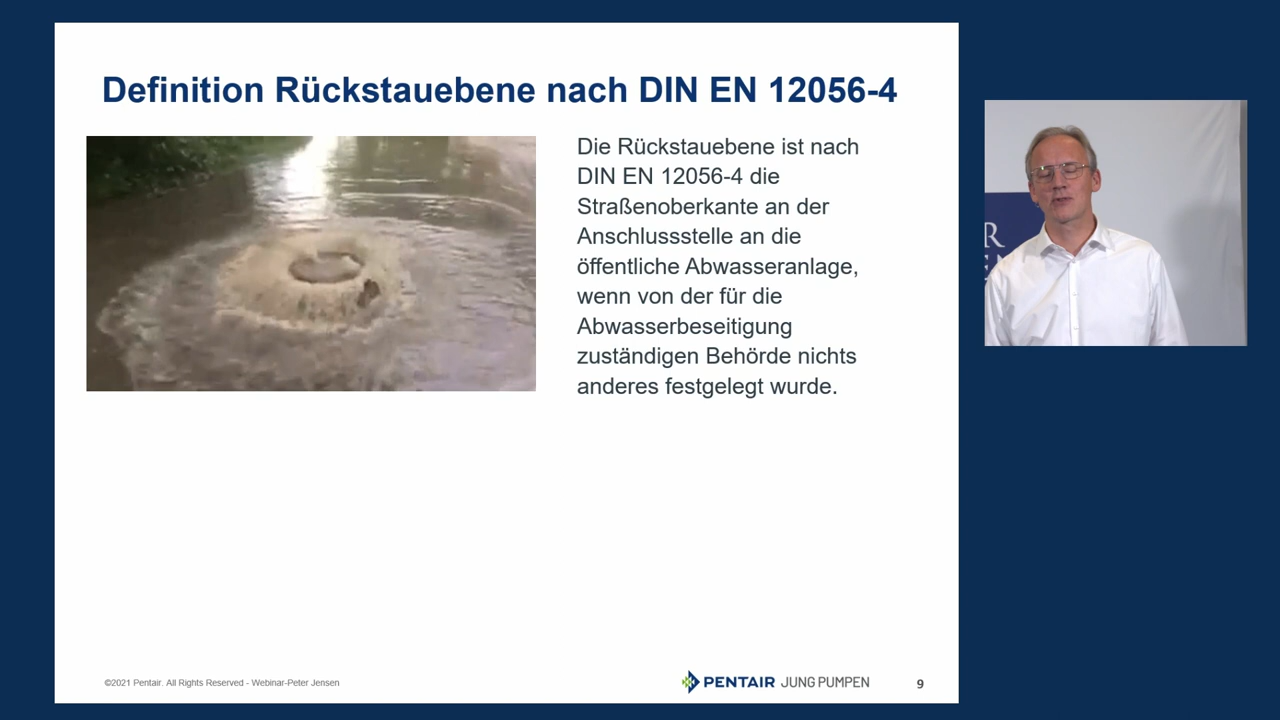 Definition Rückstauebene nach DIN EN 12056-4
Die Rückstauebene ist nach
DIN EN 12056-4 die
Straßenoberkante an der
Anschlussstelle an die
öffentliche Abwasseranlage,
wenn von der für die
Abwasserbeseitigung
zuständigen Behörde nichts
anderes festgelegt wurde.
©2021 Pentair. All Rights Reserved - Webinar-Peter Jensen
PENTAIR JUNG PUMPEN
9